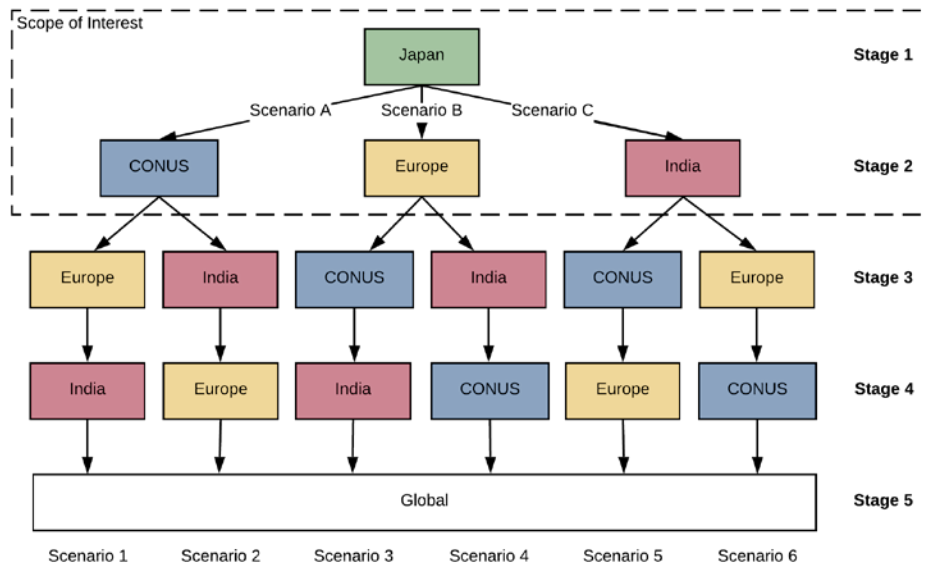 Scope of Interest
Japan
Stage 1
Scenario A
Scenario B
Scenario C
CONUS
Europe
India
Stage 2
Europe
India
CONUS
India
CONUS
Europe
Stage 3
India
Europe
India
CONUS
Europe
CONUS
Stage 4
Global
Stage 5
Scenario 1
Scenario 2
Scenario 3
Scenario 4
Scenario 5
Scenario 6